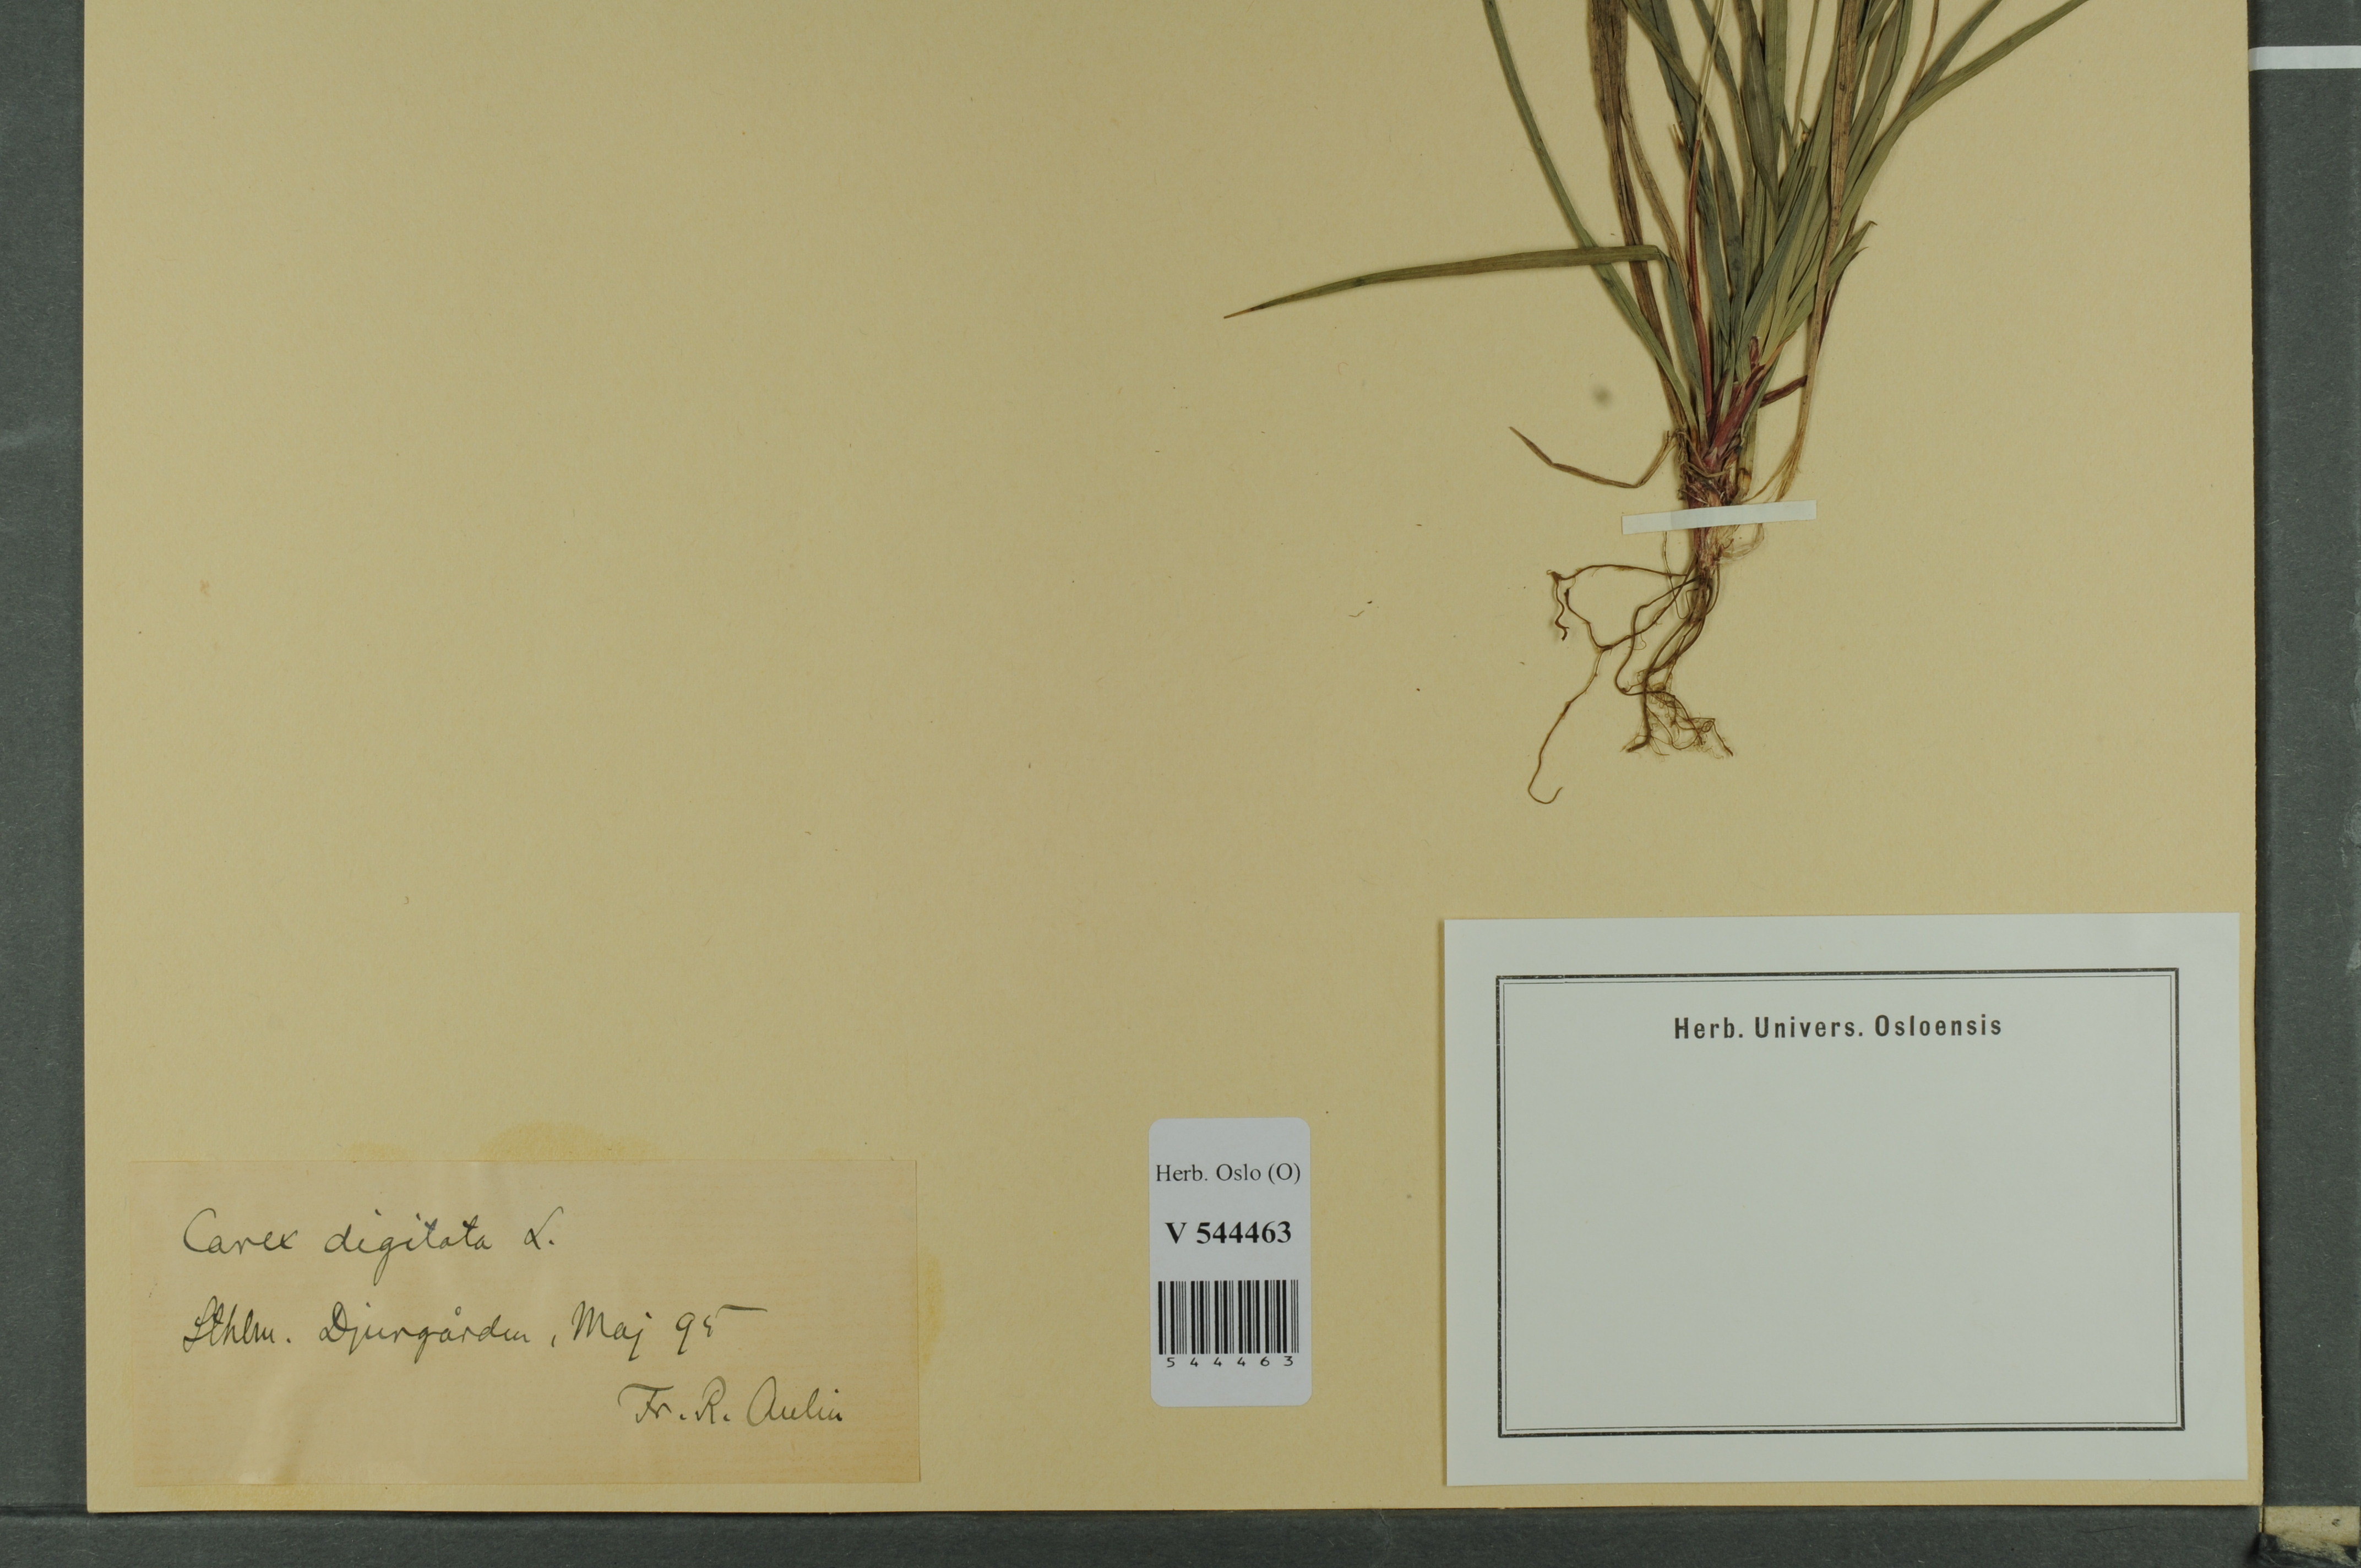 Herb. Univers. Osloensis
Herb. Oslo (O)
V 544463
544463
Carex digitata L.
Sthlm. Djurgården, Maj 95
Fr. R. Aulin